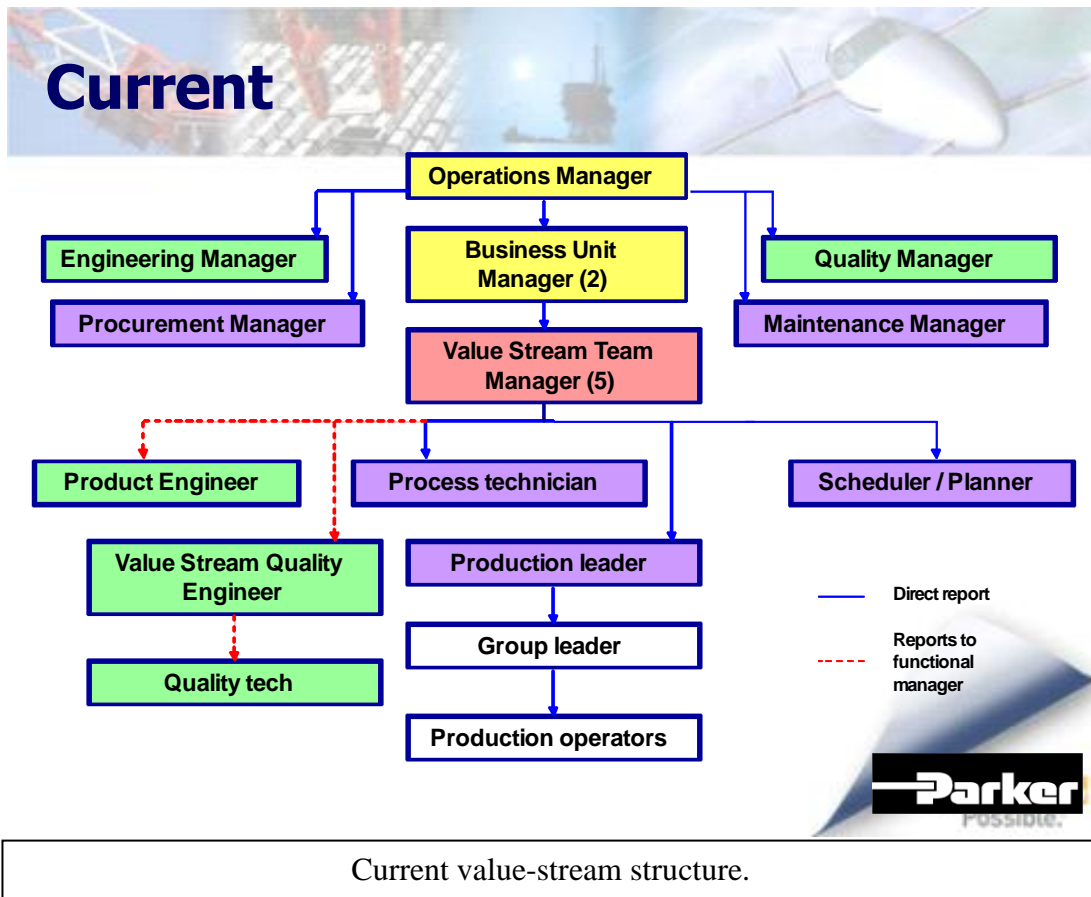 Current
Operations Manager
Engineering Manager
Business Unit
Manager (2)
Quality Manager
Procurement Manager
Maintenance Manager
Value Stream Team
Manager (5)
Product Engineer
Process technician
Scheduler / Planner
Value Stream Quality
Engineer
Production leader
Direct report
Group leader
Reports to
functional
manager
Quality tech
Production operators
Parker
Possible.
Current value-stream structure.